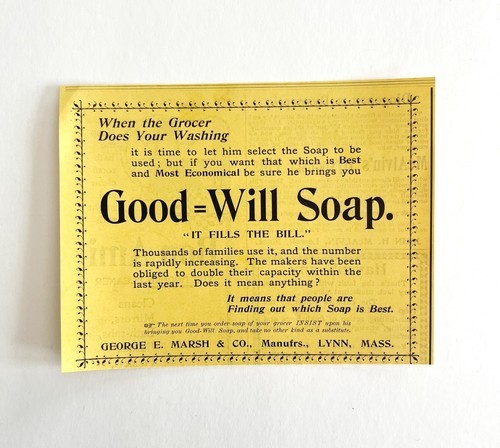 When the Grocer
Does Your Washing
it is time to let him select the Soap to be
used; but if you want that which is Best
and Most Economical be sure he brings you
Good=Will Soap.
"IT FILLS THE BILL."
Thousands of families use it, and the number
is rapidly increasing. The makers have been
obliged to double their capacity within the
last year. Does it mean anything?
It means that people are
Finding out which Soap is Best.
☞ The next time you order soap of your grocer INSIST upon his
bringing you Good-Will Soap, and take no other kind as a substitute.
GEORGE E. MARSH & CO., Manufrs., LYNN, MASS.